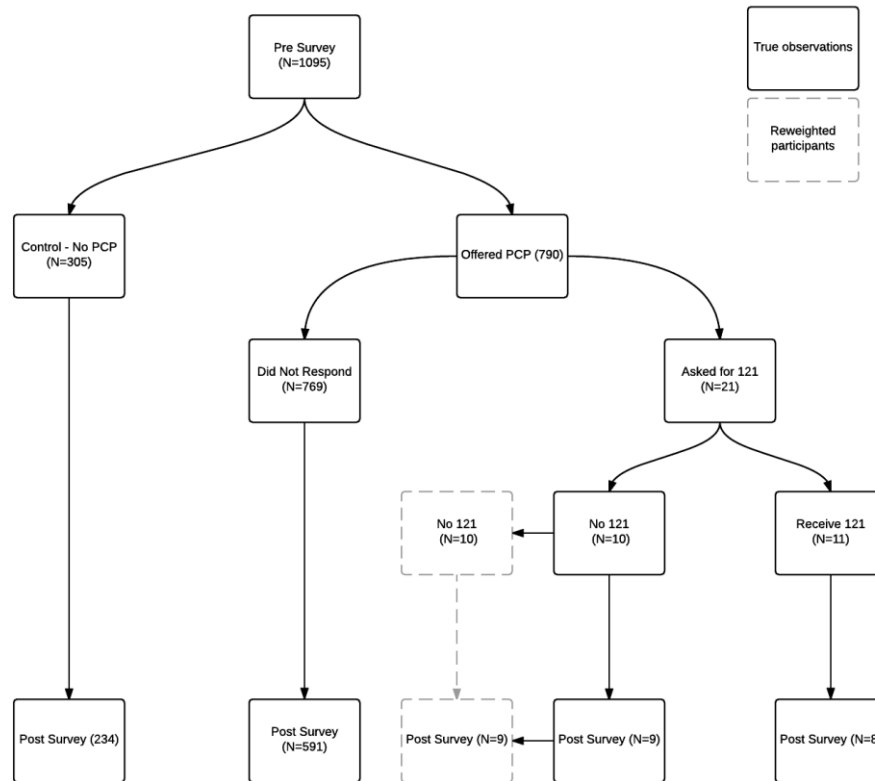 Pre Survey
(N=1095)
True observations
Reweighted
participants
Control - No PCP
(N=305)
Offered PCP (790)
Did Not Respond
(N=769)
Asked for 121
(N=21)
No 121
(N=10)
No 121
(N=10)
Receive 121
(N=11)
Post Survey (234)
Post Survey
N=591)
Post Survey (N=9)
Post Survey (N=9)
Post Survey (N=8